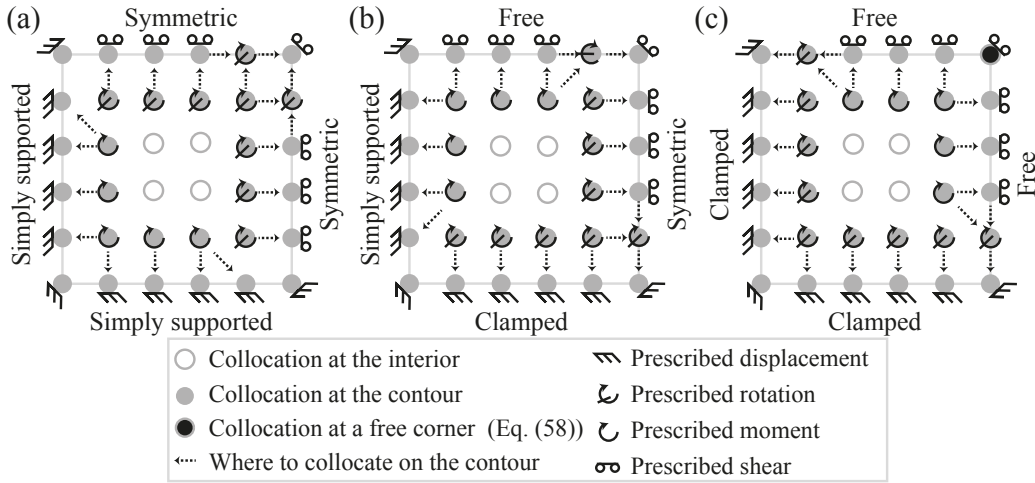 (a) Symmetric
Simply supported
Symmetric
Simply supported
(b) Free
Simply supported
Symmetric
Clamped
(c) Free
Clamped
Free
Clamped
Collocation at the interior
Collocation at the contour
Collocation at a free corner (Eq. (58))
Where to collocate on the contour
Prescribed displacement
Prescribed rotation
Prescribed moment
Prescribed shear